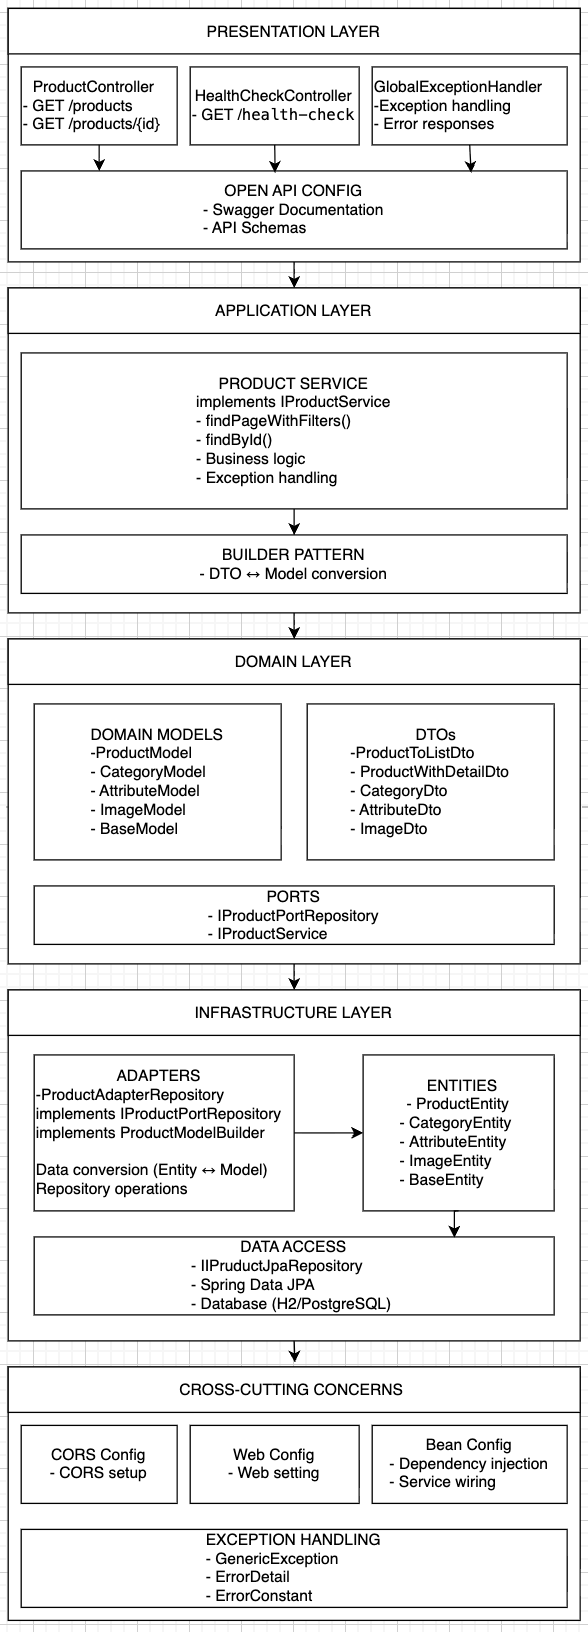 PRESENTATION LAYER
ProductController
- GET /products
- GET /products/{id}
HealthCheckController
- GET /health-check
GlobalExceptionHandler
-Exception handling
- Error responses
OPEN API CONFIG
- Swagger Documentation
- API Schemas
APPLICATION LAYER
PRODUCT SERVICE
implements IProductService
- findPageWithFilters()
- findById()
- Business logic
- Exception handling
BUILDER PATTERN
- DTO ↔ Model conversion
DOMAIN LAYER
DOMAIN MODELS
-ProductModel
- CategoryModel
- AttributeModel
- ImageModel
- BaseModel
DTOs
-ProductToListDto
- ProductWithDetailDto
- CategoryDto
- AttributeDto
- ImageDto
PORTS
- IProductPortRepository
- IProductService
INFRASTRUCTURE LAYER
ADAPTERS
-ProductAdapterRepository
implements IProductPortRepository
implements ProductModelBuilder
Data conversion (Entity ↔ Model)
Repository operations
ENTITIES
- ProductEntity
- CategoryEntity
- AttributeEntity
- ImageEntity
- BaseEntity
DATA ACCESS
- IIPruductJpaRepository
- Spring Data JPA
- Database (H2/PostgreSQL)
CROSS-CUTTING CONCERNS
CORS Config
- CORS setup
Web Config
- Web setting
Bean Config
- Dependency injection
- Service wiring
EXCEPTION HANDLING
- GenericException
- ErrorDetail
- ErrorConstant